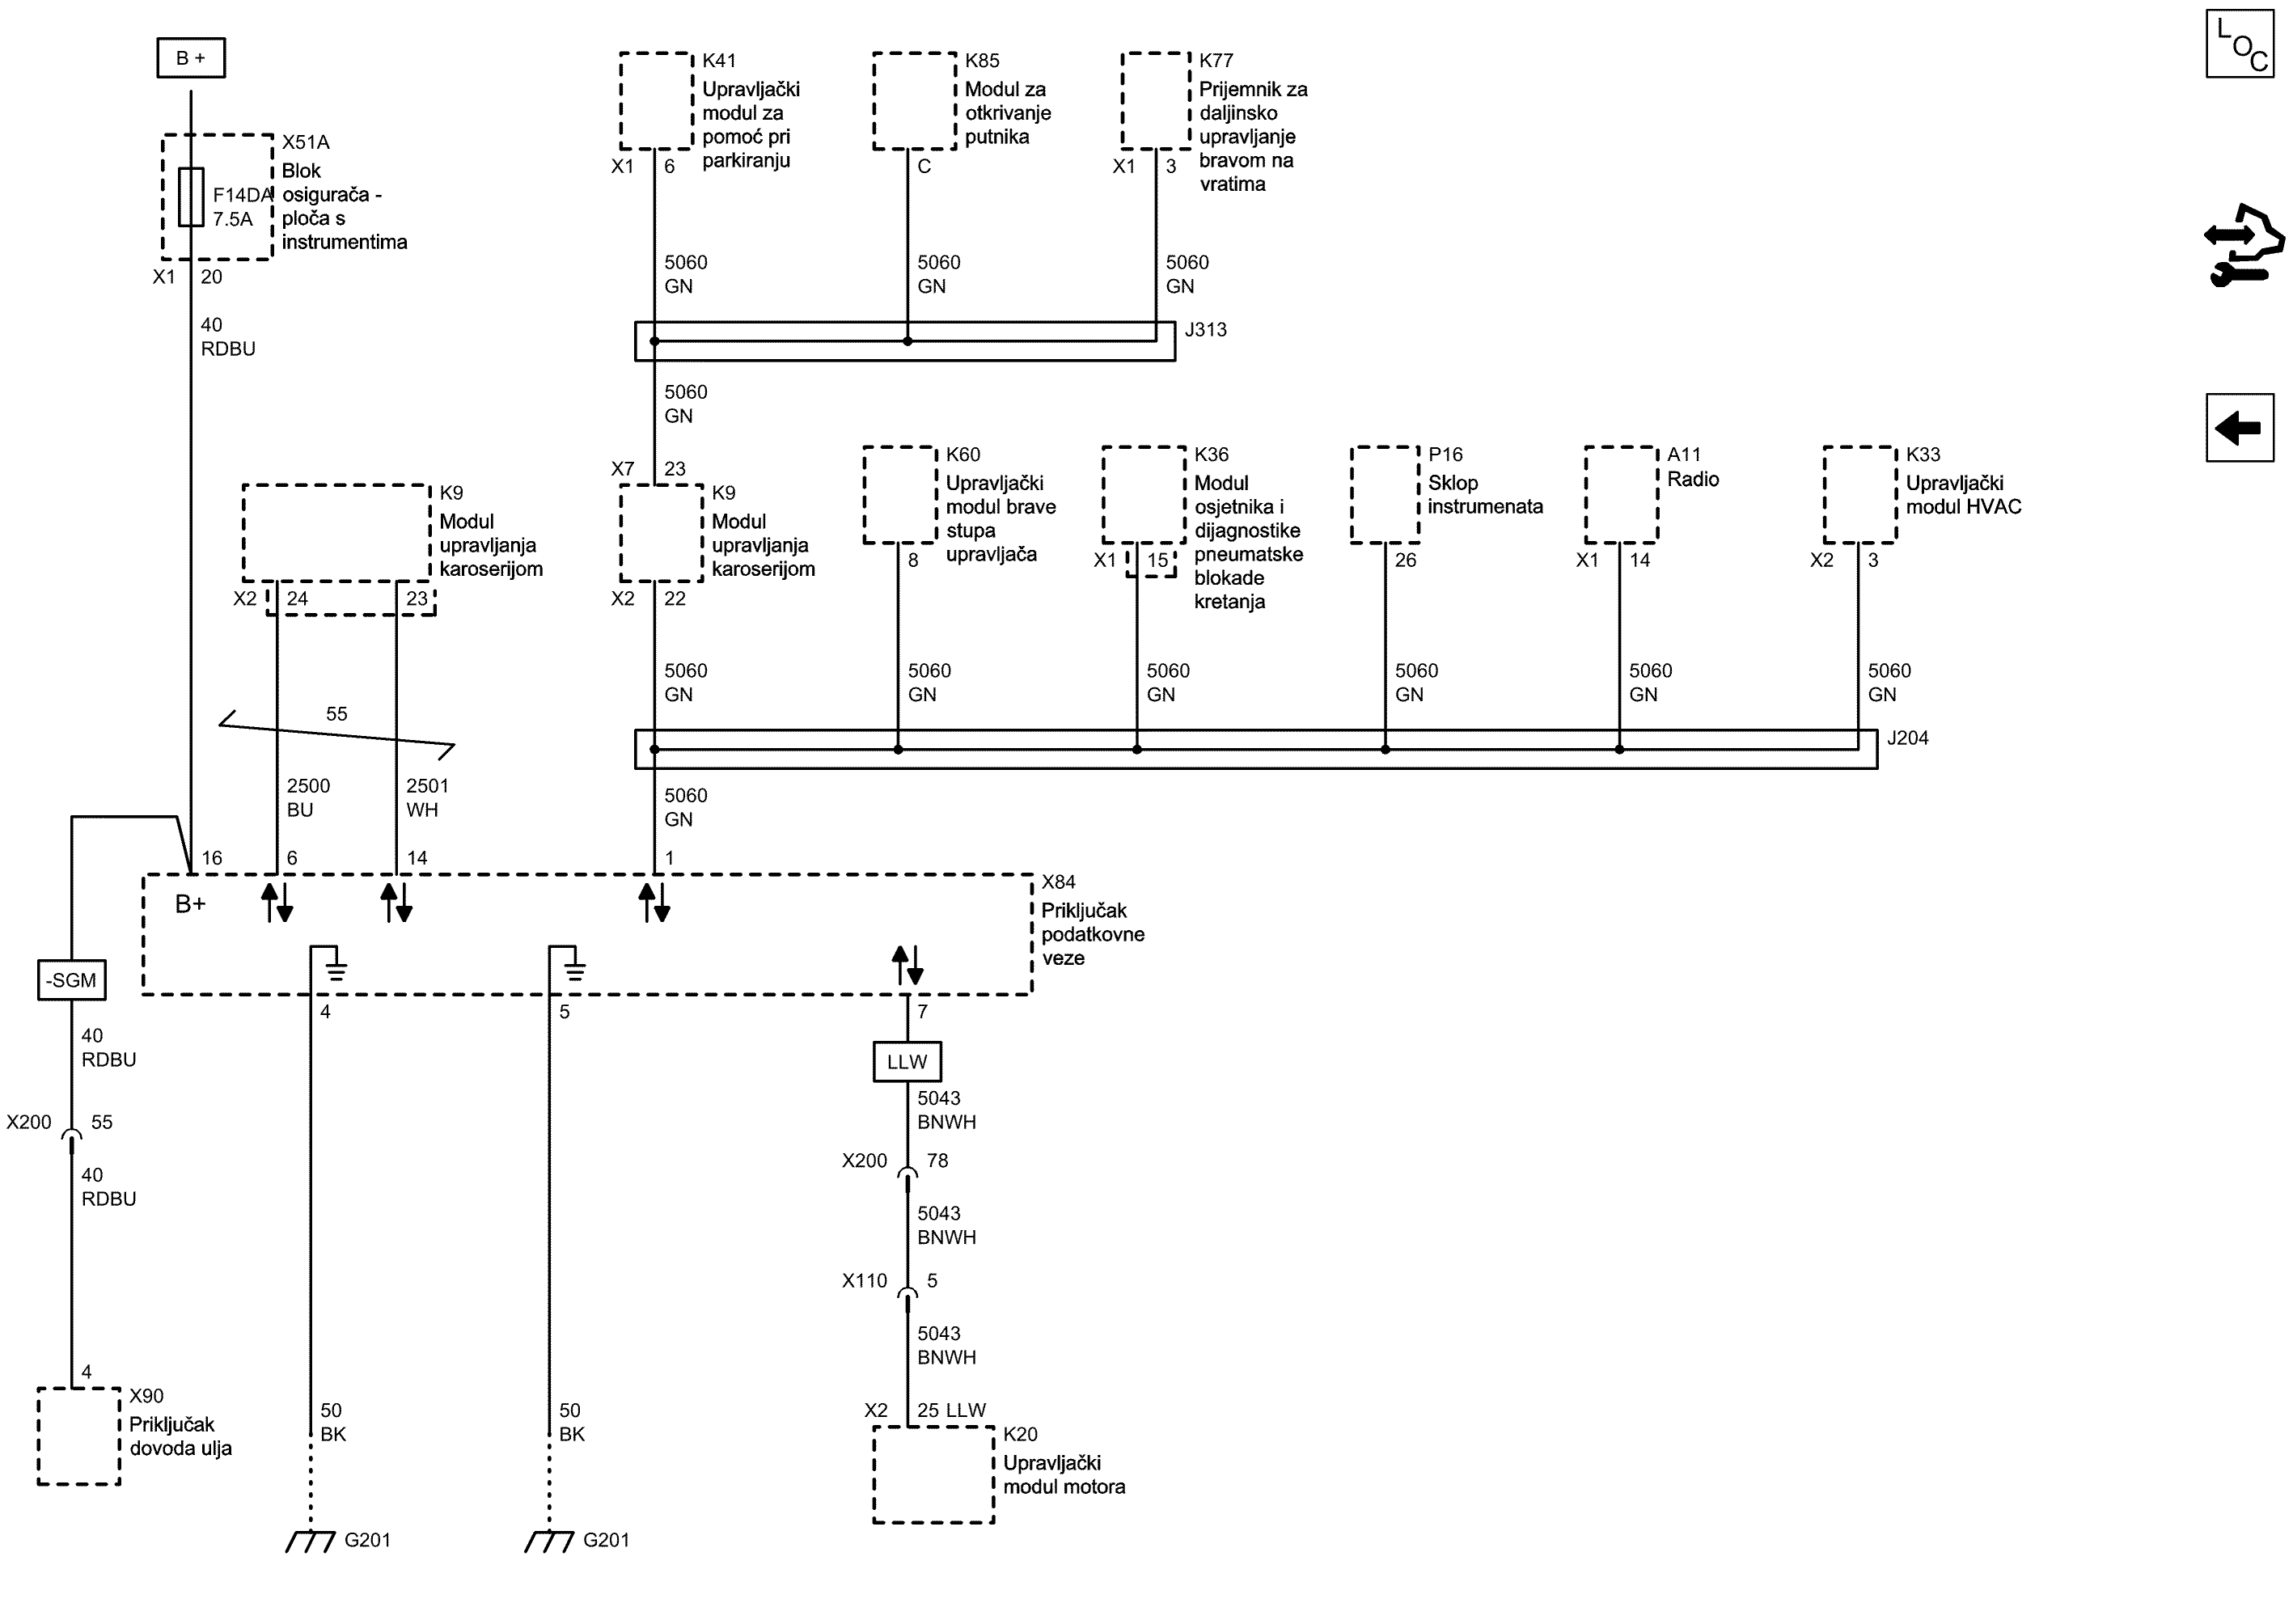 B +
X51A
Blok
osigurača -
ploča s
instrumentima
F14DA
7.5A
X1 20
40
RDBU
K41
Upravljački
modul za
pomoć pri
parkiranju
X1 6
5060
GN
K85
Modul za
otkrivanje
putnika
C
5060
GN
K77
Prijemnik za
daljinsko
upravljanje
bravom na
vratima
X1 3
5060
GN
J313
5060
GN
L
O
C
K9
Modul
upravljanja
karoserijom
X2 24 23
55
2500
BU
2501
WH
X7 23
K9
Modul
upravljanja
karoserijom
X2 22
5060
GN
K60
Upravljački
modul brave
stupa
upravljača
8
5060
GN
K36
Modul
osjetnika i
dijagnostike
pneumatske
blokade
kretanja
X1 15
5060
GN
P16
Sklop
instrumenata
26
5060
GN
A11
Radio
X1 14
5060
GN
K33
Upravljački
modul HVAC
X2 3
5060
GN
J204
5060
GN
16 6 14 1
B+
X84
Priključak
podatkovne
veze
4 5 7
-SGM
40
RDBU
X200 55
40
RDBU
4
X90
Priključak
dovoda ulja
50
BK
G201
50
BK
G201
LLW
5043
BNWH
X200 78
5043
BNWH
X110 5
5043
BNWH
X2 25 LLW
K20
Upravljački
modul motora